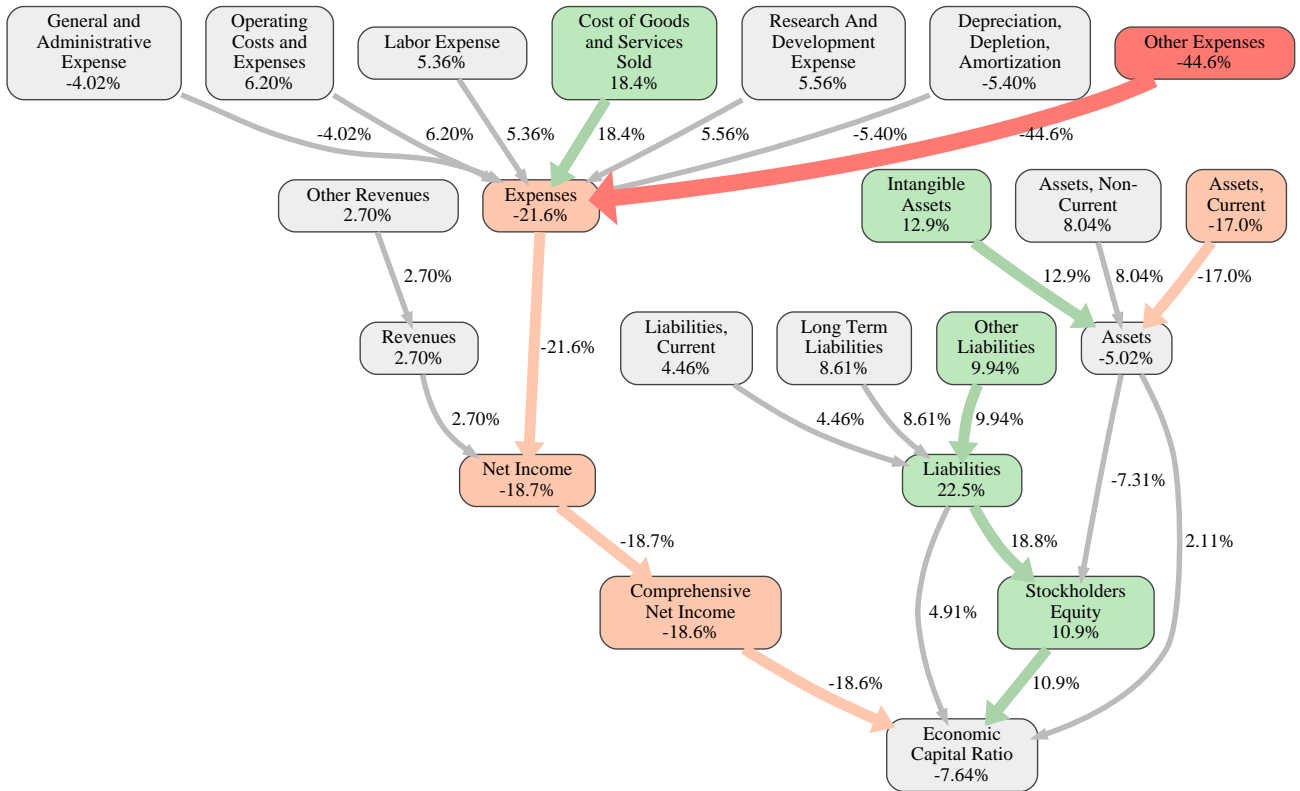 General and
Administrative
Expense
-4.02%
Operating
Costs and
Expenses
6.20%
Labor Expense
5.36%
Cost of Goods
and Services
Sold
18.4%
Research And
Development
Expense
5.56%
Depreciation,
Depletion,
Amortization
-5.40%
Other Expenses
-44.6%
-4.02%
6.20%
5.36%
18.4%
5.56%
-5.40%
-44.6%
Other Revenues
2.70%
Expenses
-21.6%
Intangible
Assets
12.9%
Assets, Non-
Current
8.04%
Assets,
Current
-17.0%
2.70%
12.9%
8.04%
-17.0%
Revenues
2.70%
-21.6%
Liabilities,
Current
4.46%
Long Term
Liabilities
8.61%
Other
Liabilities
9.94%
Assets
-5.02%
2.70%
4.46%
8.61%
9.94%
Net Income
-18.7%
Liabilities
22.5%
-7.31%
-18.7%
18.8%
2.11%
Comprehensive
Net Income
-18.6%
4.91%
Stockholders
Equity
10.9%
-18.6%
10.9%
Economic
Capital Ratio
-7.64%